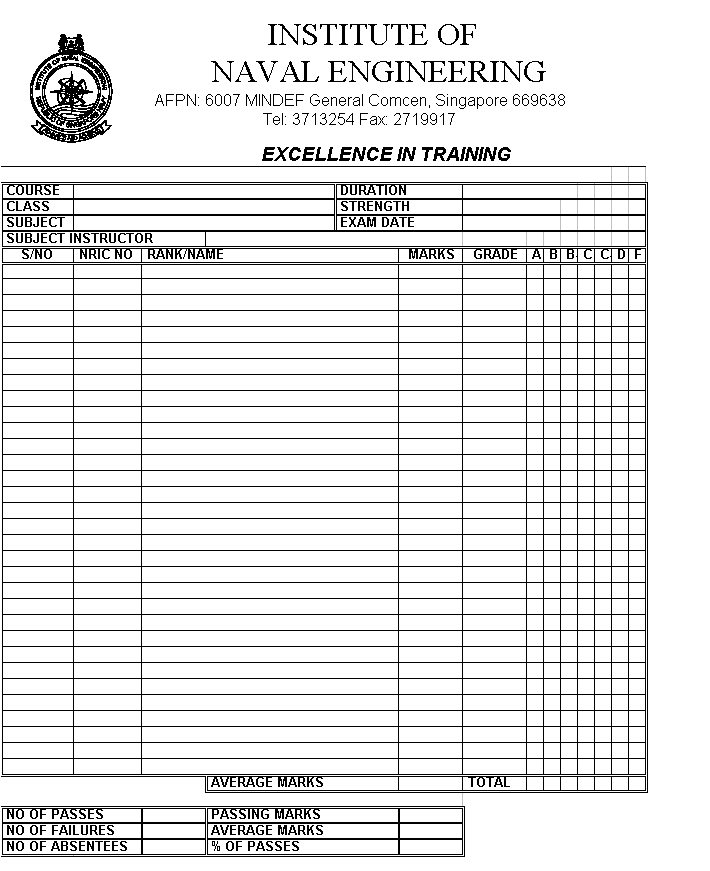 INSTITUTE OF
NAVAL ENGINEERING
AFPN: 6007 MINDEF General Comcen, Singapore 669638
Tel: 3713254 Fax: 2719917
EXCELLENCE IN TRAINING
COURSE DURATION
CLASS STRENGTH
SUBJECT EXAM DATE
SUBJECT INSTRUCTOR
S/NO NRIC NO RANK/NAME MARKS GRADE A B B- C C- D F
AVERAGE MARKS TOTAL
NO OF PASSES PASSING MARKS
NO OF FAILURES AVERAGE MARKS
NO OF ABSENTEES % OF PASSES